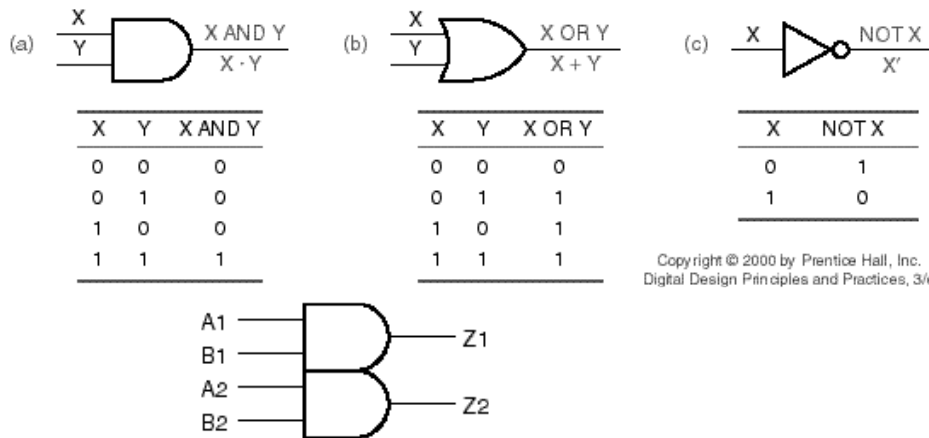 (a) X Y X AND Y X · Y
(b) X Y X OR Y X + Y
(c) X NOT X X′
X Y X AND Y
0 0 0
0 1 0
1 0 0
1 1 1
X Y X OR Y
0 0 0
0 1 1
1 0 1
1 1 1
X NOT X
0 1
1 0
Copyright © 2000 by Prentice Hall, Inc.
Digital Design Principles and Practices, 3/e
A1 Z1
B1
A2 Z2
B2